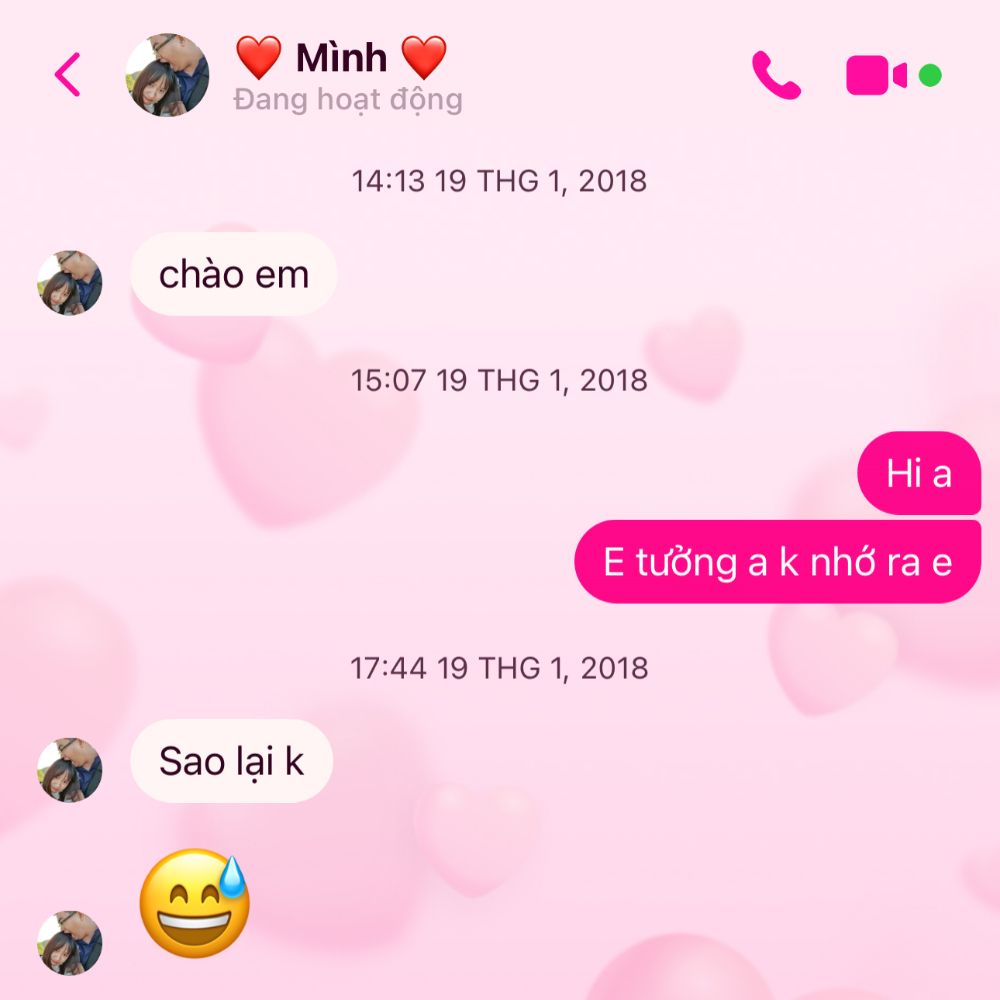 ❤️ Mình ❤️
Đang hoạt động
14:13 19 THG 1, 2018
chào em
15:07 19 THG 1, 2018
Hi a
E tưởng a k nhớ ra e
17:44 19 THG 1, 2018
Sao lại k
😅